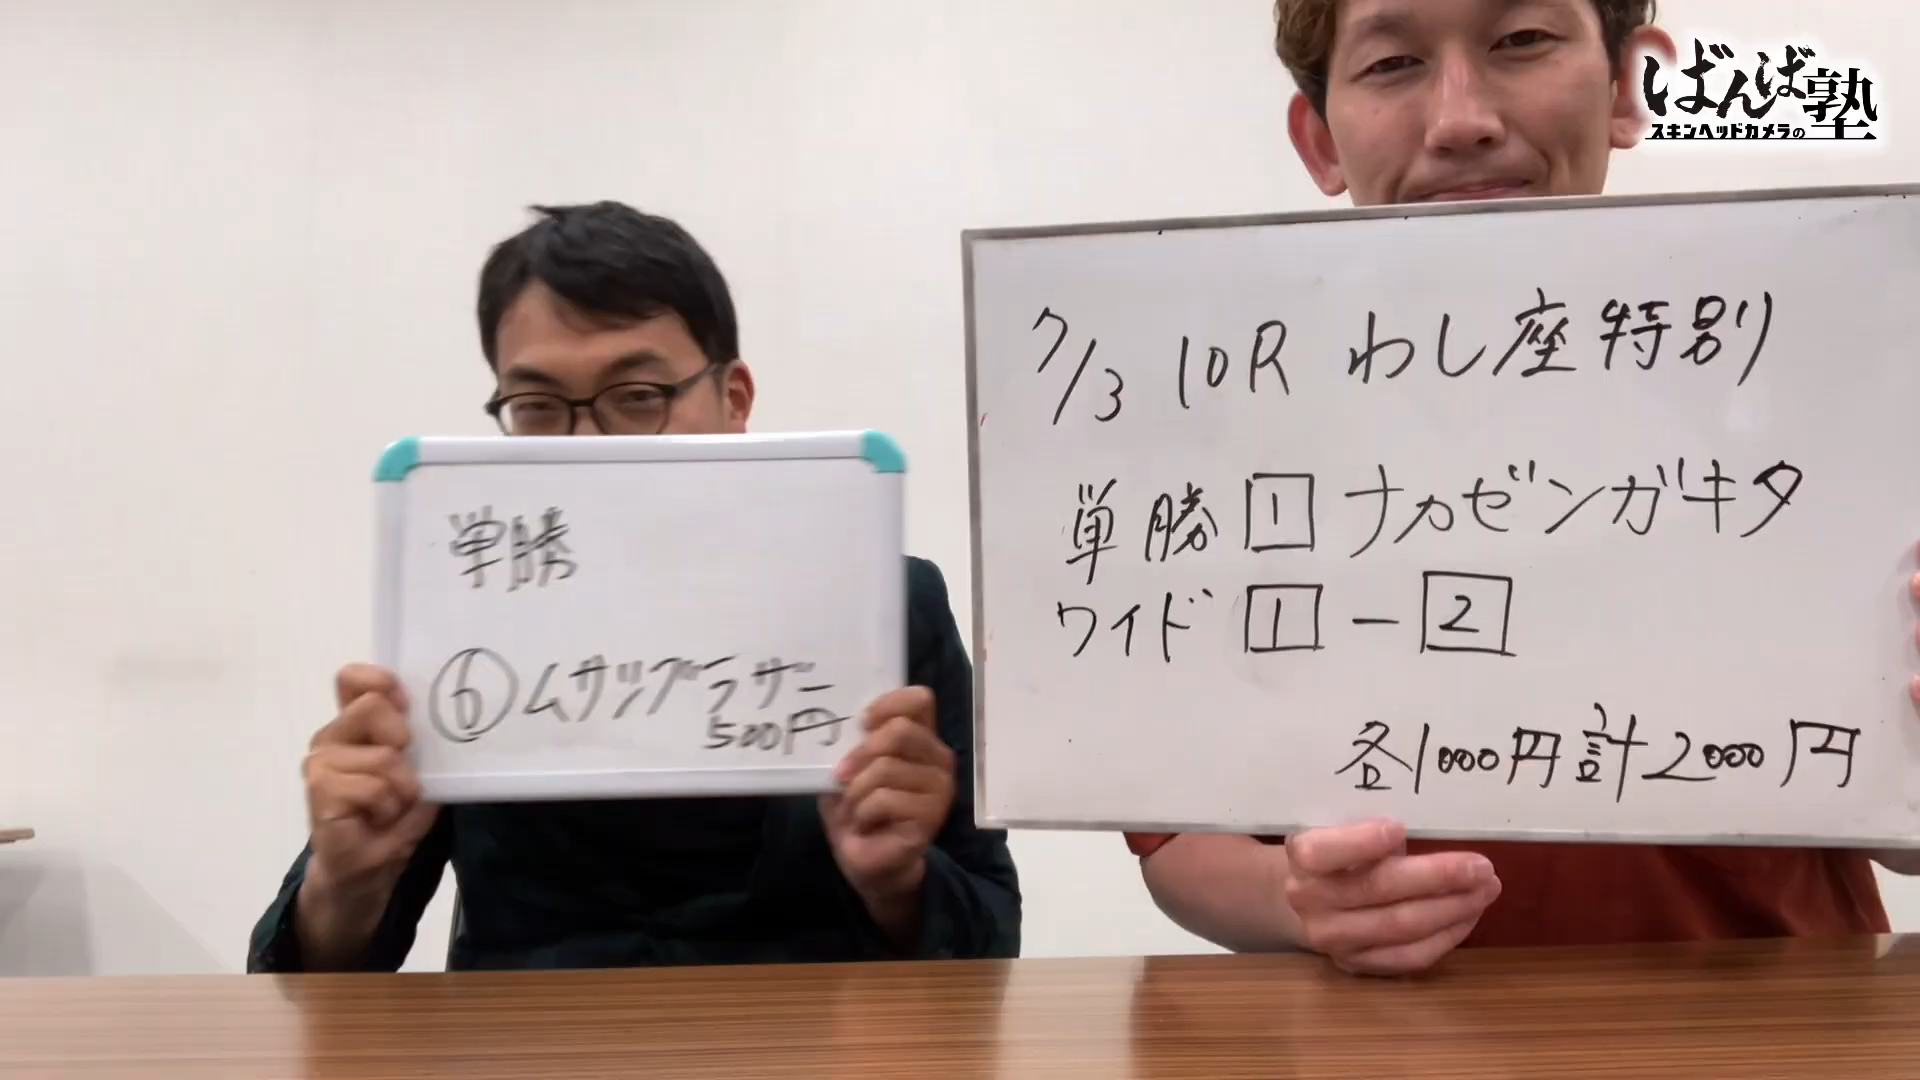 ばんば塾
スキンヘッドカメラの
7/3 10R わし座特別
単勝 1 ナカゼンガキタ
ワイド 1 － 2
各1000円計2000円
単勝
⑥ムサシブラザー
500円